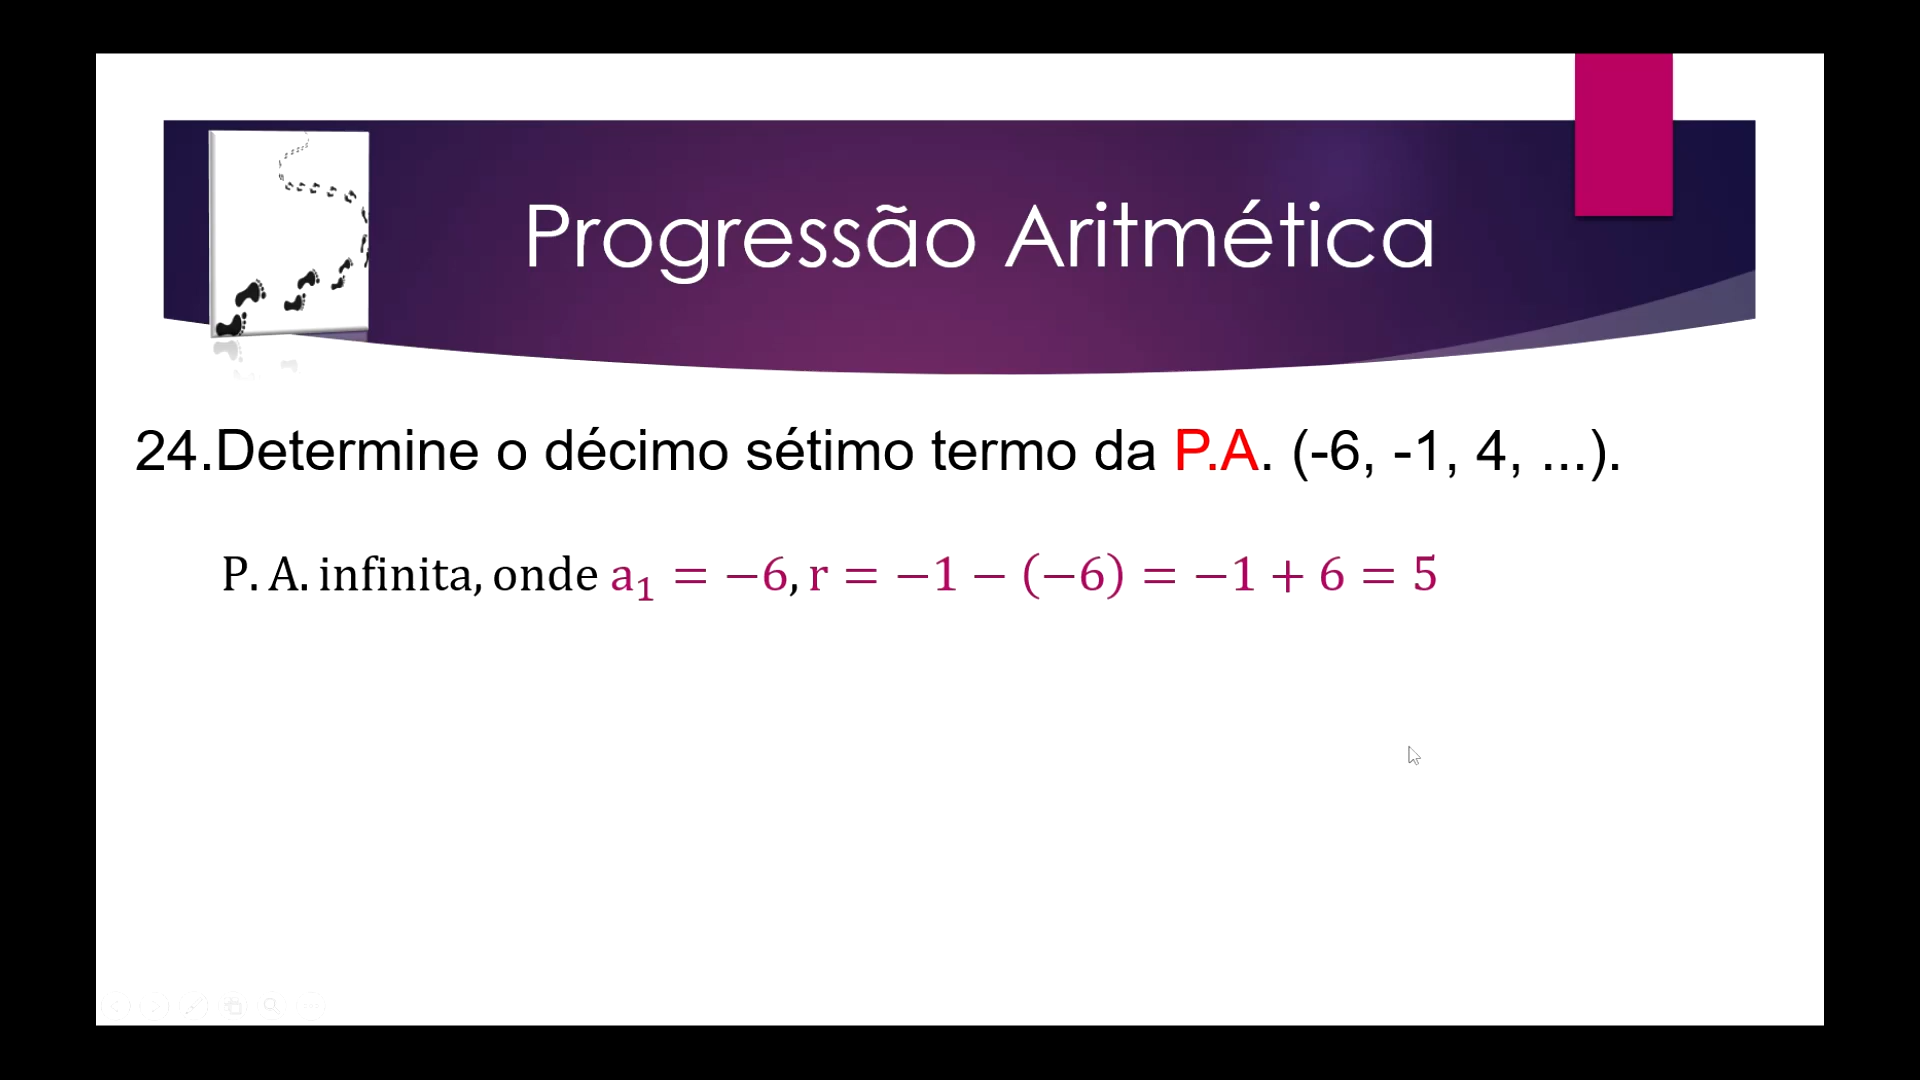 Progressão Aritmética
24.Determine o décimo sétimo termo da P.A. (-6, -1, 4, ...).
P. A. infinita, onde a₁ = −6, r = −1 − (−6) = −1 + 6 = 5